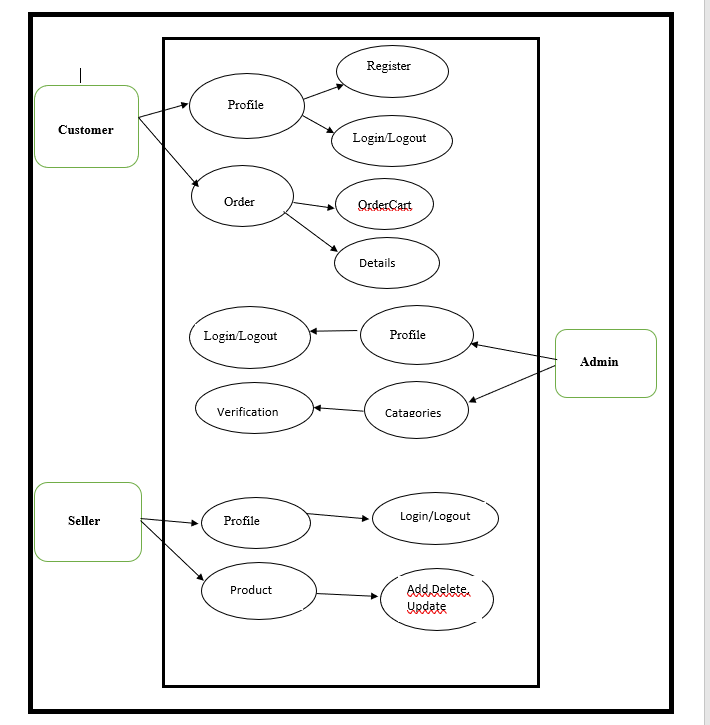 Register
Profile
Customer
Login/Logout
Order
OrderCart
Details
Login/Logout
Profile
Admin
Verification
Catagories
Seller
Profile
Login/Logout
Product
Add,Delete,
Update